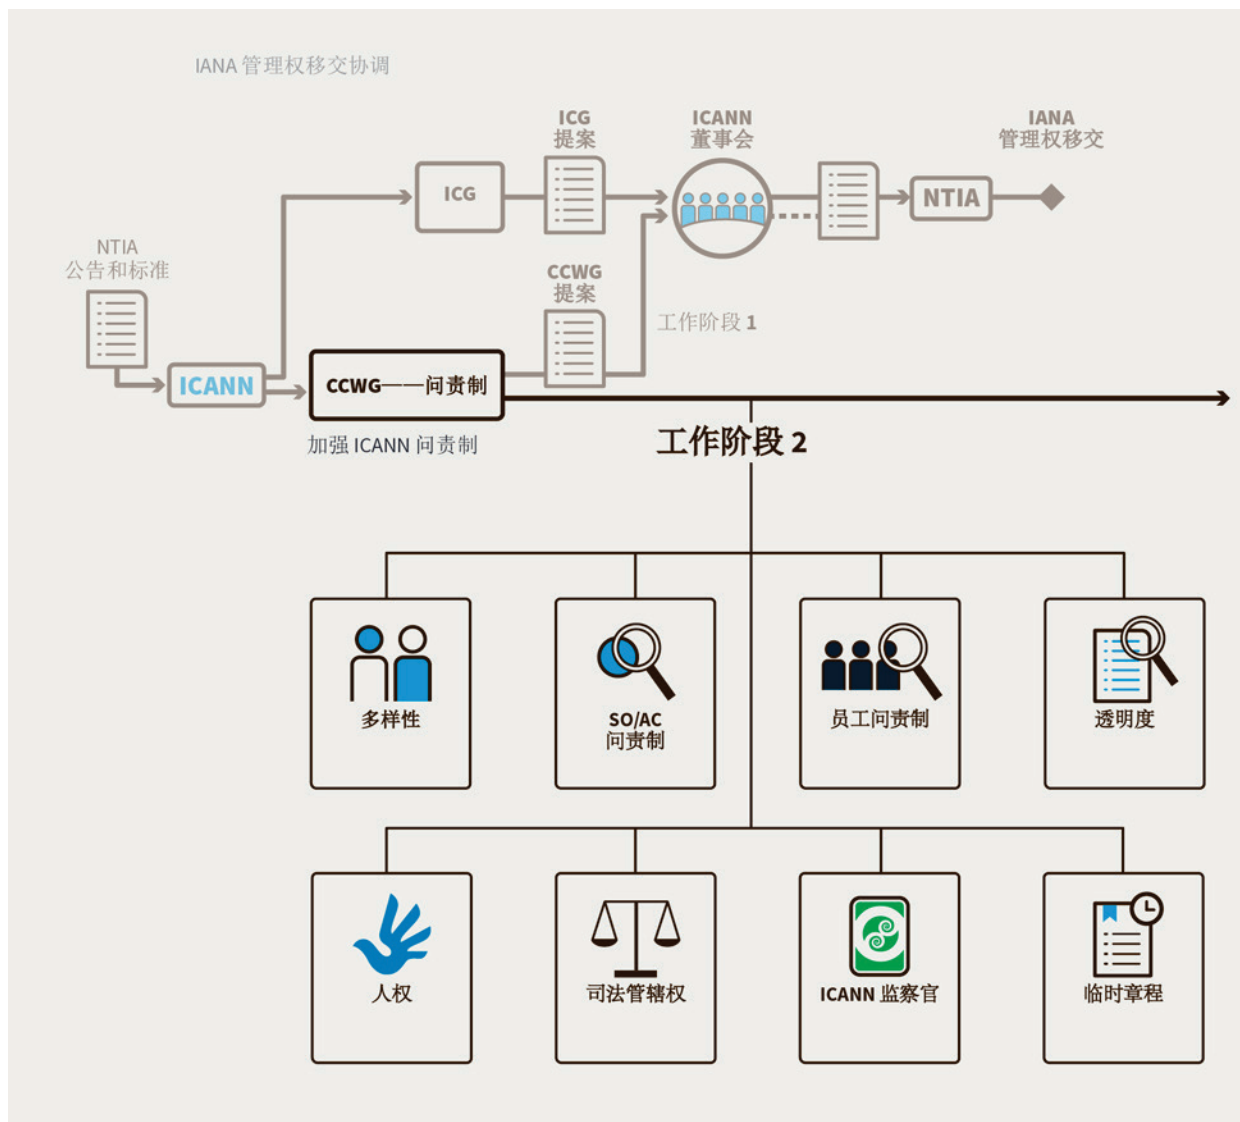 IANA 管理权移交协调
ICG
提案
ICANN
董事会
IANA
管理权移交
ICG
NTIA
NTIA
公告和标准
CCWG
提案
工作阶段 1
ICANN
CCWG——问责制
加强 ICANN 问责制
工作阶段 2
多样性
SO/AC
问责制
员工问责制
透明度
人权
司法管辖权
ICANN 监察官
临时章程